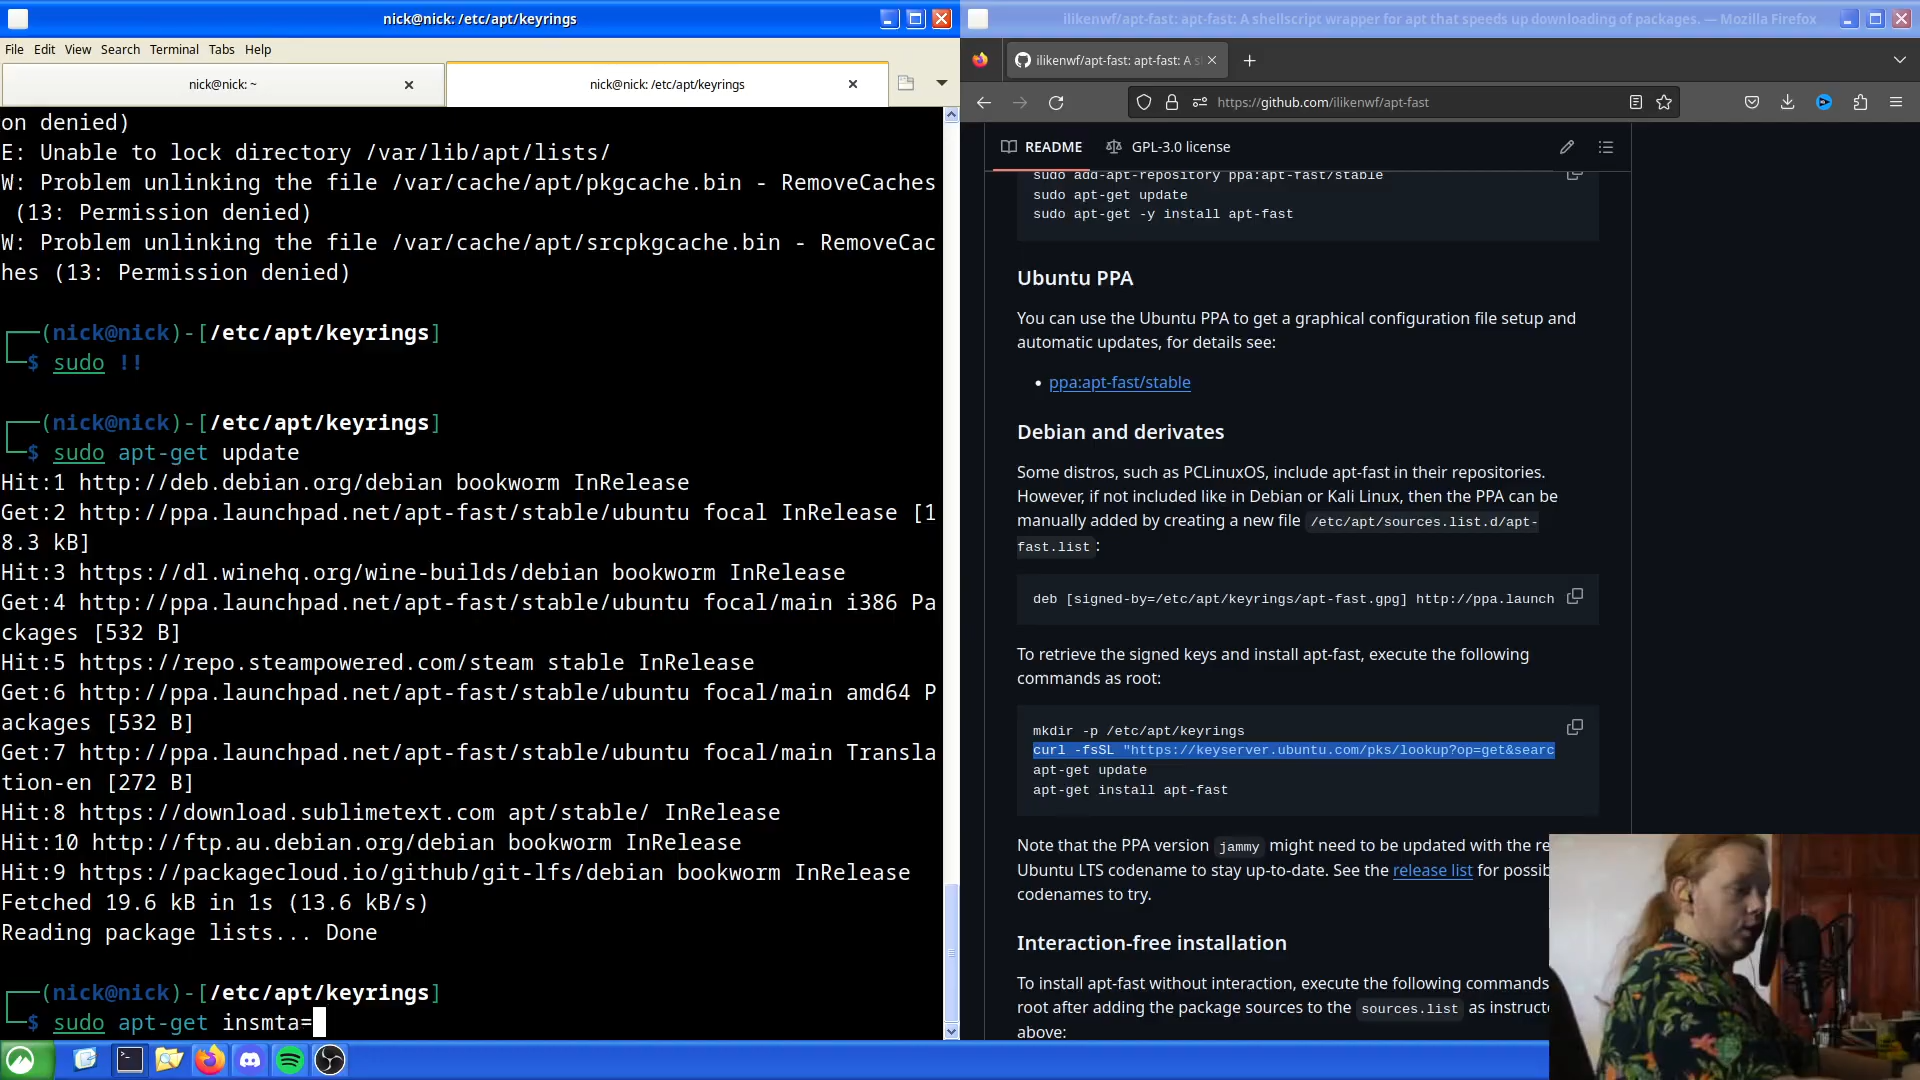 nick@nick: /etc/apt/keyrings
File Edit View Search Terminal Tabs Help
nick@nick: ~
nick@nick: /etc/apt/keyrings
on denied)
E: Unable to lock directory /var/lib/apt/lists/
W: Problem unlinking the file /var/cache/apt/pkgcache.bin - RemoveCaches
(13: Permission denied)
W: Problem unlinking the file /var/cache/apt/srcpkgcache.bin - RemoveCac
hes (13: Permission denied)
(nick@nick)-[/etc/apt/keyrings]
$ sudo !!
(nick@nick)-[/etc/apt/keyrings]
$ sudo apt-get update
Hit:1 http://deb.debian.org/debian bookworm InRelease
Get:2 http://ppa.launchpad.net/apt-fast/stable/ubuntu focal InRelease [1
8.3 kB]
Hit:3 https://dl.winehq.org/wine-builds/debian bookworm InRelease
Get:4 http://ppa.launchpad.net/apt-fast/stable/ubuntu focal/main i386 Pa
ckages [532 B]
Hit:5 https://repo.steampowered.com/steam stable InRelease
Get:6 http://ppa.launchpad.net/apt-fast/stable/ubuntu focal/main amd64 P
ackages [532 B]
Get:7 http://ppa.launchpad.net/apt-fast/stable/ubuntu focal/main Transla
tion-en [272 B]
Hit:8 https://download.sublimetext.com apt/stable/ InRelease
Hit:10 http://ftp.au.debian.org/debian bookworm InRelease
Hit:9 https://packagecloud.io/github/git-lfs/debian bookworm InRelease
Fetched 19.6 kB in 1s (13.6 kB/s)
Reading package lists... Done
(nick@nick)-[/etc/apt/keyrings]
$ sudo apt-get insmta=
ilikenwf/apt-fast: apt-fast: A shellscript wrapper for apt that speeds up downloading of packages. — Mozilla Firefox
ilikenwf/apt-fast: apt-fast: A s
https://github.com/ilikenwf/apt-fast
README
GPL-3.0 license
sudo add-apt-repository ppa:apt-fast/stable
sudo apt-get update
sudo apt-get -y install apt-fast
Ubuntu PPA
You can use the Ubuntu PPA to get a graphical configuration file setup and
automatic updates, for details see:
• ppa:apt-fast/stable
Debian and derivates
Some distros, such as PCLinuxOS, include apt-fast in their repositories.
However, if not included like in Debian or Kali Linux, then the PPA can be
manually added by creating a new file /etc/apt/sources.list.d/apt-
fast.list :
deb [signed-by=/etc/apt/keyrings/apt-fast.gpg] http://ppa.launch
To retrieve the signed keys and install apt-fast, execute the following
commands as root:
mkdir -p /etc/apt/keyrings
curl -fsSL "https://keyserver.ubuntu.com/pks/lookup?op=get&searc
apt-get update
apt-get install apt-fast
Note that the PPA version jammy might need to be updated with the re
Ubuntu LTS codename to stay up-to-date. See the release list for possib
codenames to try.
Interaction-free installation
To install apt-fast without interaction, execute the following commands
root after adding the package sources to the sources.list as instructe
above: